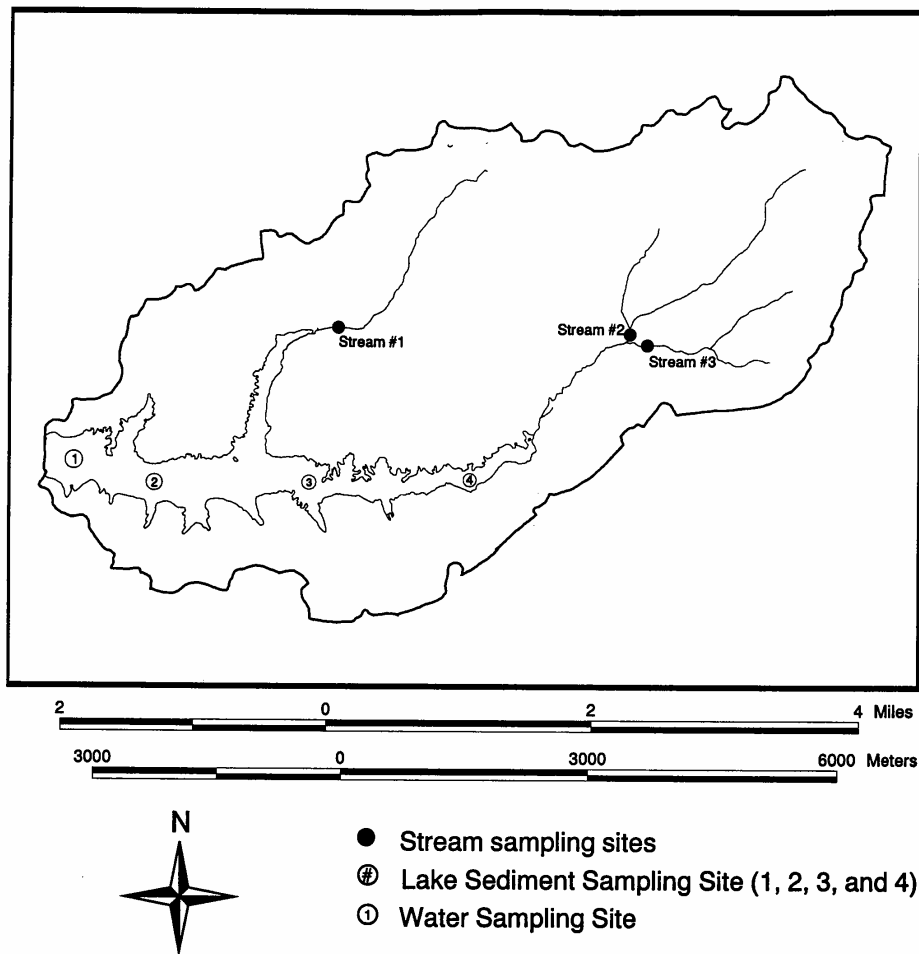 Stream #1
Stream #2
Stream #3
1
2
3
4
2 0 2 4 Miles
3000 0 3000 6000 Meters
N
Stream sampling sites
# Lake Sediment Sampling Site (1, 2, 3, and 4)
1 Water Sampling Site